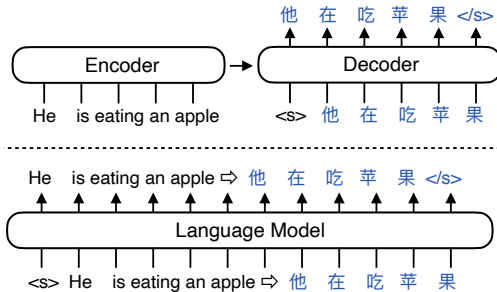 他 在 吃 苹 果 </s>
Encoder
Decoder
He is eating an apple
<s> 他 在 吃 苹 果
He is eating an apple ⇨ 他 在 吃 苹 果 </s>
Language Model
<s> He is eating an apple ⇨ 他 在 吃 苹 果